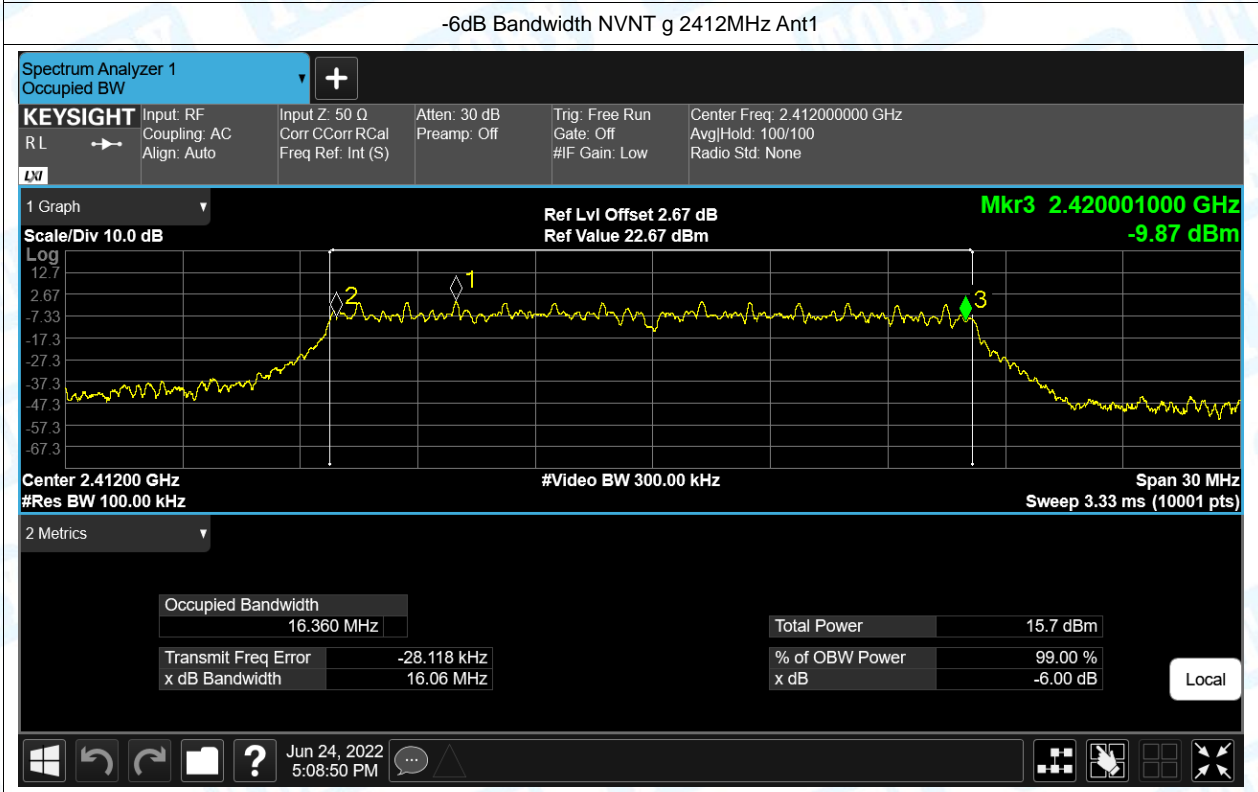 -6dB Bandwidth NVNT g 2412MHz Ant1
Spectrum Analyzer 1
Occupied BW
KEYSIGHT Input: RF Input Z: 50 Ω Atten: 30 dB Trig: Free Run Center Freq: 2.412000000 GHz
RL Coupling: AC Corr CCorr RCal Preamp: Off Gate: Off Avg|Hold: 100/100
Align: Auto Freq Ref: Int (S) #IF Gain: Low Radio Std: None
LXI
1 Graph Ref Lvl Offset 2.67 dB Mkr3 2.420001000 GHz
Scale/Div 10.0 dB Ref Value 22.67 dBm -9.87 dBm
Log
12.7
2.67
-7.33
-17.3
-27.3
-37.3
-47.3
-57.3
-67.3
2
1
3
Center 2.41200 GHz #Video BW 300.00 kHz Span 30 MHz
#Res BW 100.00 kHz Sweep 3.33 ms (10001 pts)
2 Metrics
Occupied Bandwidth
16.360 MHz Total Power 15.7 dBm
Transmit Freq Error -28.118 kHz % of OBW Power 99.00 %
x dB Bandwidth 16.06 MHz x dB -6.00 dB
Local
? Jun 24, 2022
5:08:50 PM